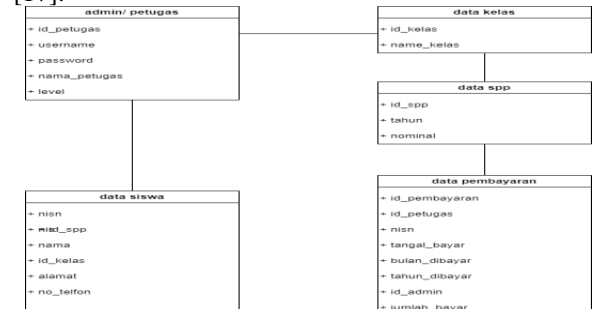 admin/ petugas
+ id_petugas
+ username
+ password
+ nama_petugas
+ level
data kelas
+ id_kelas
+ name_kelas
data spp
+ id_spp
+ tahun
+ nominal
data siswa
+ nisn
+ nama
+ id_kelas
+ alamat
+ no_telfon
data pembayaran
+ id_pembayaran
+ id_petugas
+ nisn
+ tangal_bayar
+ bulan_dibayar
+ tahun_dibayar
+ id_admin
+ jumlah_bayar